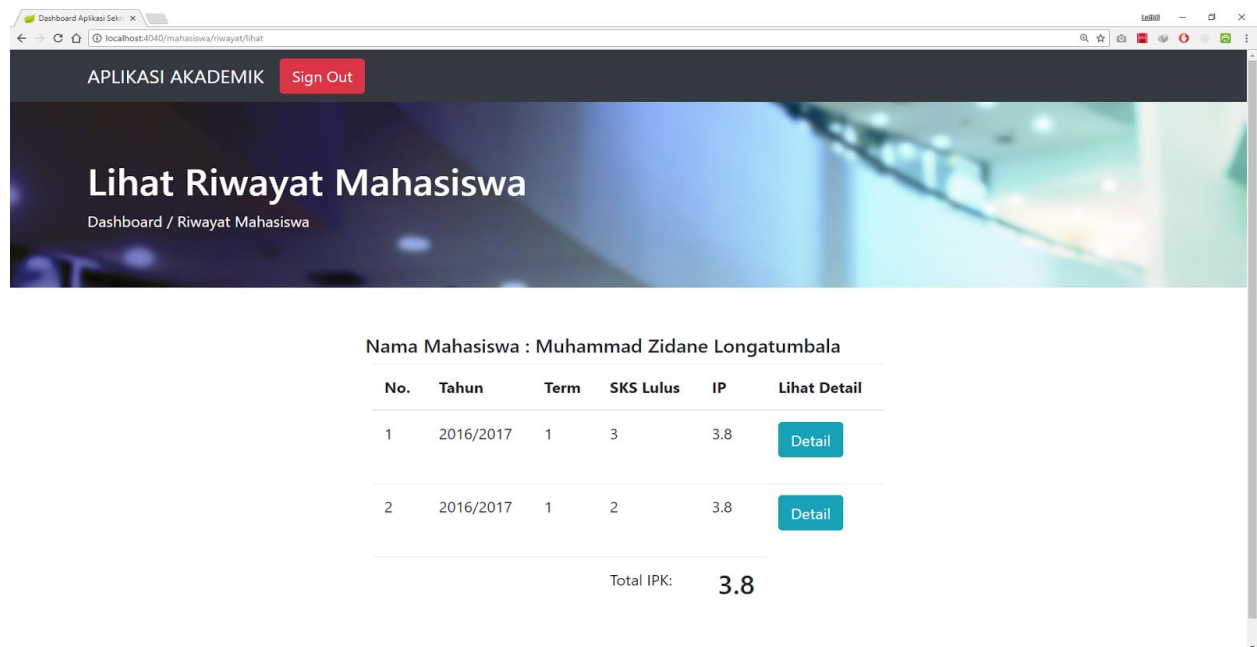 Dashboard Aplikasi Sekr
localhost:4040/mahasiswa/riwayat/lihat
APLIKASI AKADEMIK Sign Out
Lihat Riwayat Mahasiswa
Dashboard / Riwayat Mahasiswa
Nama Mahasiswa : Muhammad Zidane Longatumbala
No. Tahun Term SKS Lulus IP Lihat Detail
1 2016/2017 1 3 3.8 Detail
2 2016/2017 1 2 3.8 Detail
Total IPK: 3.8